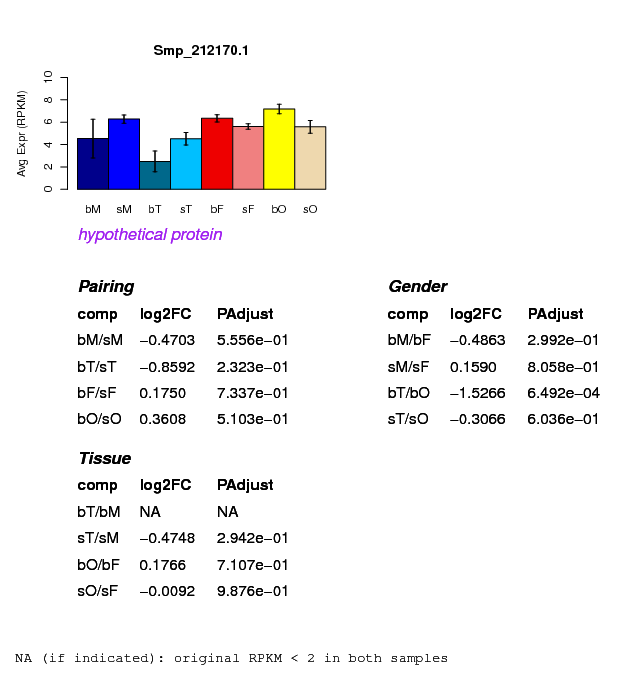 Smp_212170.1
Avg Expr (RPKM)
10
8
6
4
2
0
bM sM bT sT bF sF bO sO
hypothetical protein
Pairing
comp log2FC PAdjust
bM/sM −0.4703 5.556e−01
bT/sT −0.8592 2.323e−01
bF/sF 0.1750 7.337e−01
bO/sO 0.3608 5.103e−01
Gender
comp log2FC PAdjust
bM/bF −0.4863 2.992e−01
sM/sF 0.1590 8.058e−01
bT/bO −1.5266 6.492e−04
sT/sO −0.3066 6.036e−01
Tissue
comp log2FC PAdjust
bT/bM NA NA
sT/sM −0.4748 2.942e−01
bO/bF 0.1766 7.107e−01
sO/sF −0.0092 9.876e−01
NA (if indicated): original RPKM < 2 in both samples